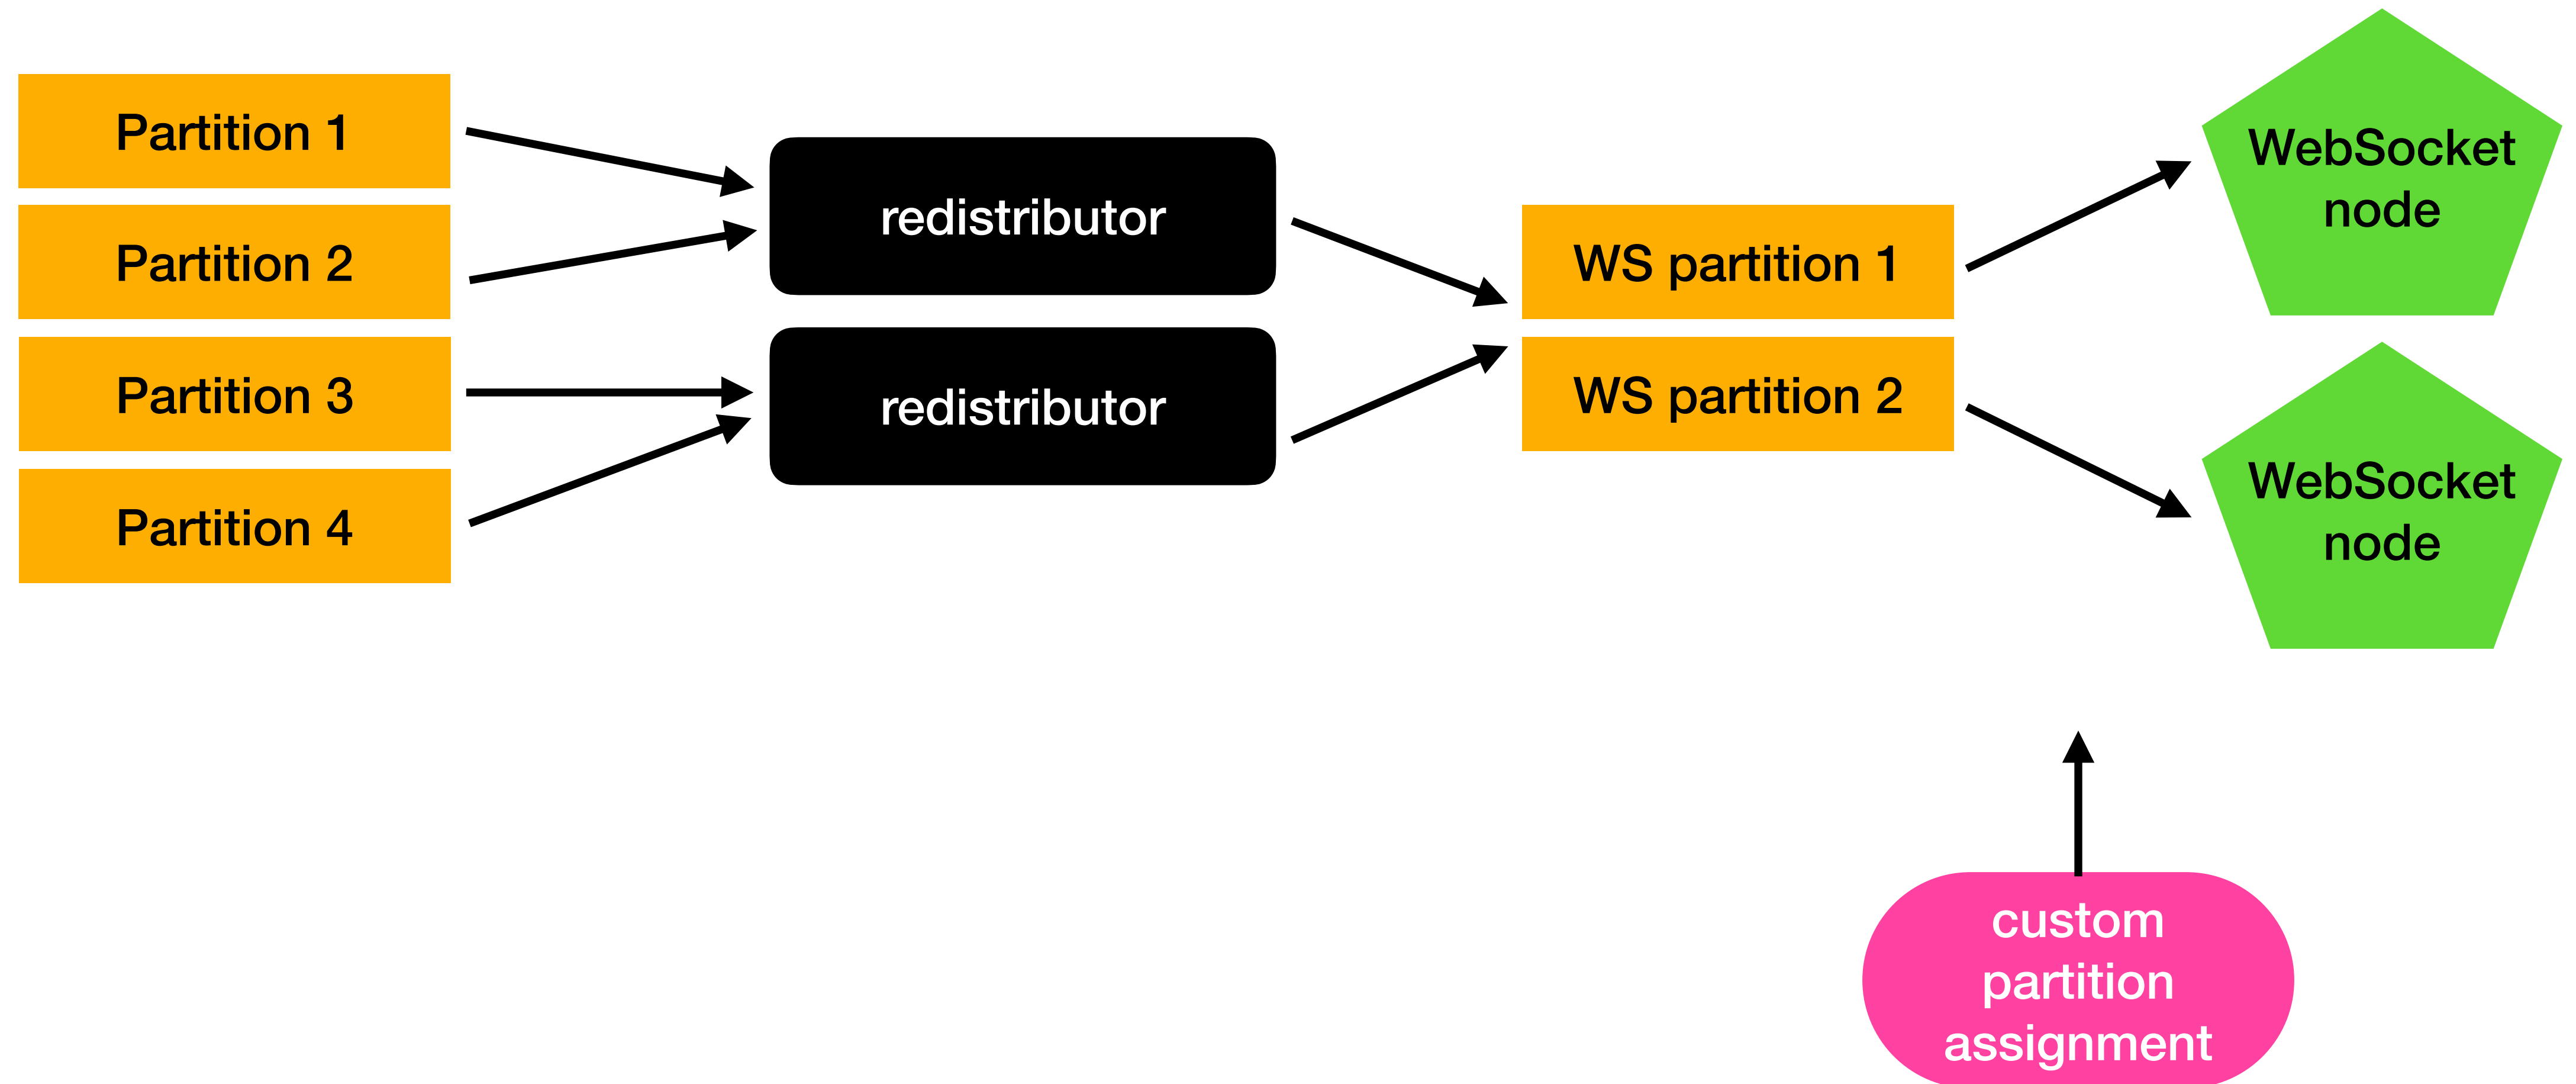 Partition 1
Partition 2
Partition 3
Partition 4
redistributor
redistributor
WS partition 1
WS partition 2
WebSocket
node
WebSocket
node
custom
partition
assignment